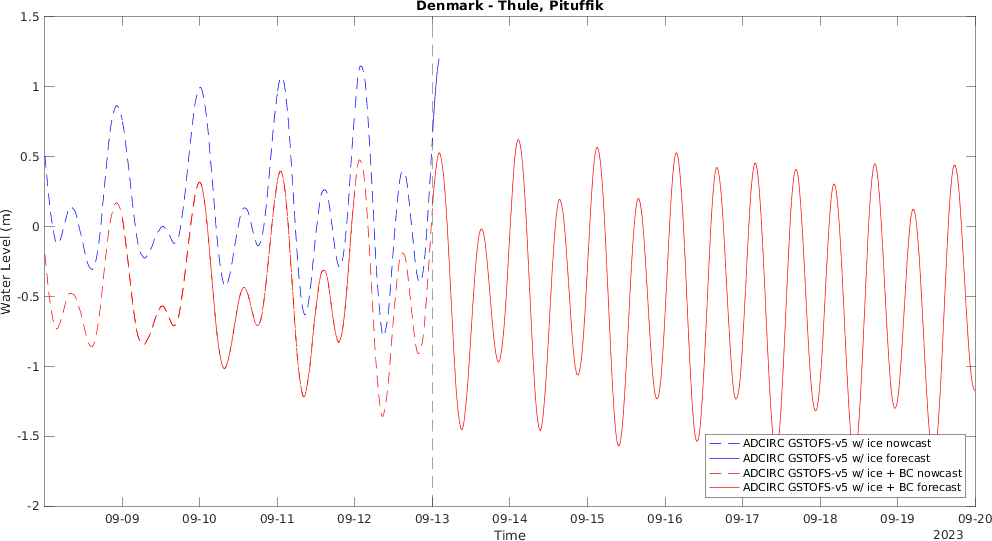 Denmark - Thule, Pituffik
1.5
1
0.5
0
-0.5
-1
-1.5
-2
Water Level (m)
ADCIRC GSTOFS-v5 w/ ice nowcast
ADCIRC GSTOFS-v5 w/ ice forecast
ADCIRC GSTOFS-v5 w/ ice + BC nowcast
ADCIRC GSTOFS-v5 w/ ice + BC forecast
09-09 09-10 09-11 09-12 09-13 09-14 09-15 09-16 09-17 09-18 09-19 09-20
Time
2023